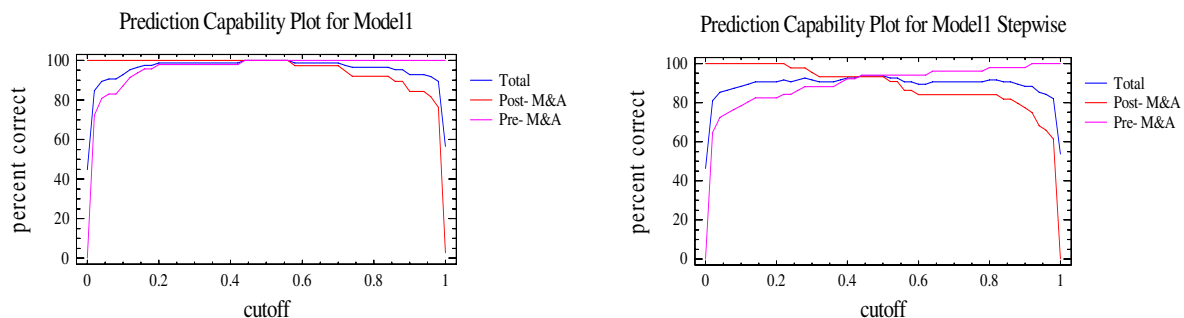 Prediction Capability Plot for Model1
percent correct
100
80
60
40
20
0
0 0.2 0.4 0.6 0.8 1
cutoff
Total
Post- M&A
Pre- M&A
Prediction Capability Plot for Model1 Stepwise
percent correct
100
80
60
40
20
0
0 0.2 0.4 0.6 0.8 1
cutoff
Total
Post- M&A
Pre- M&A